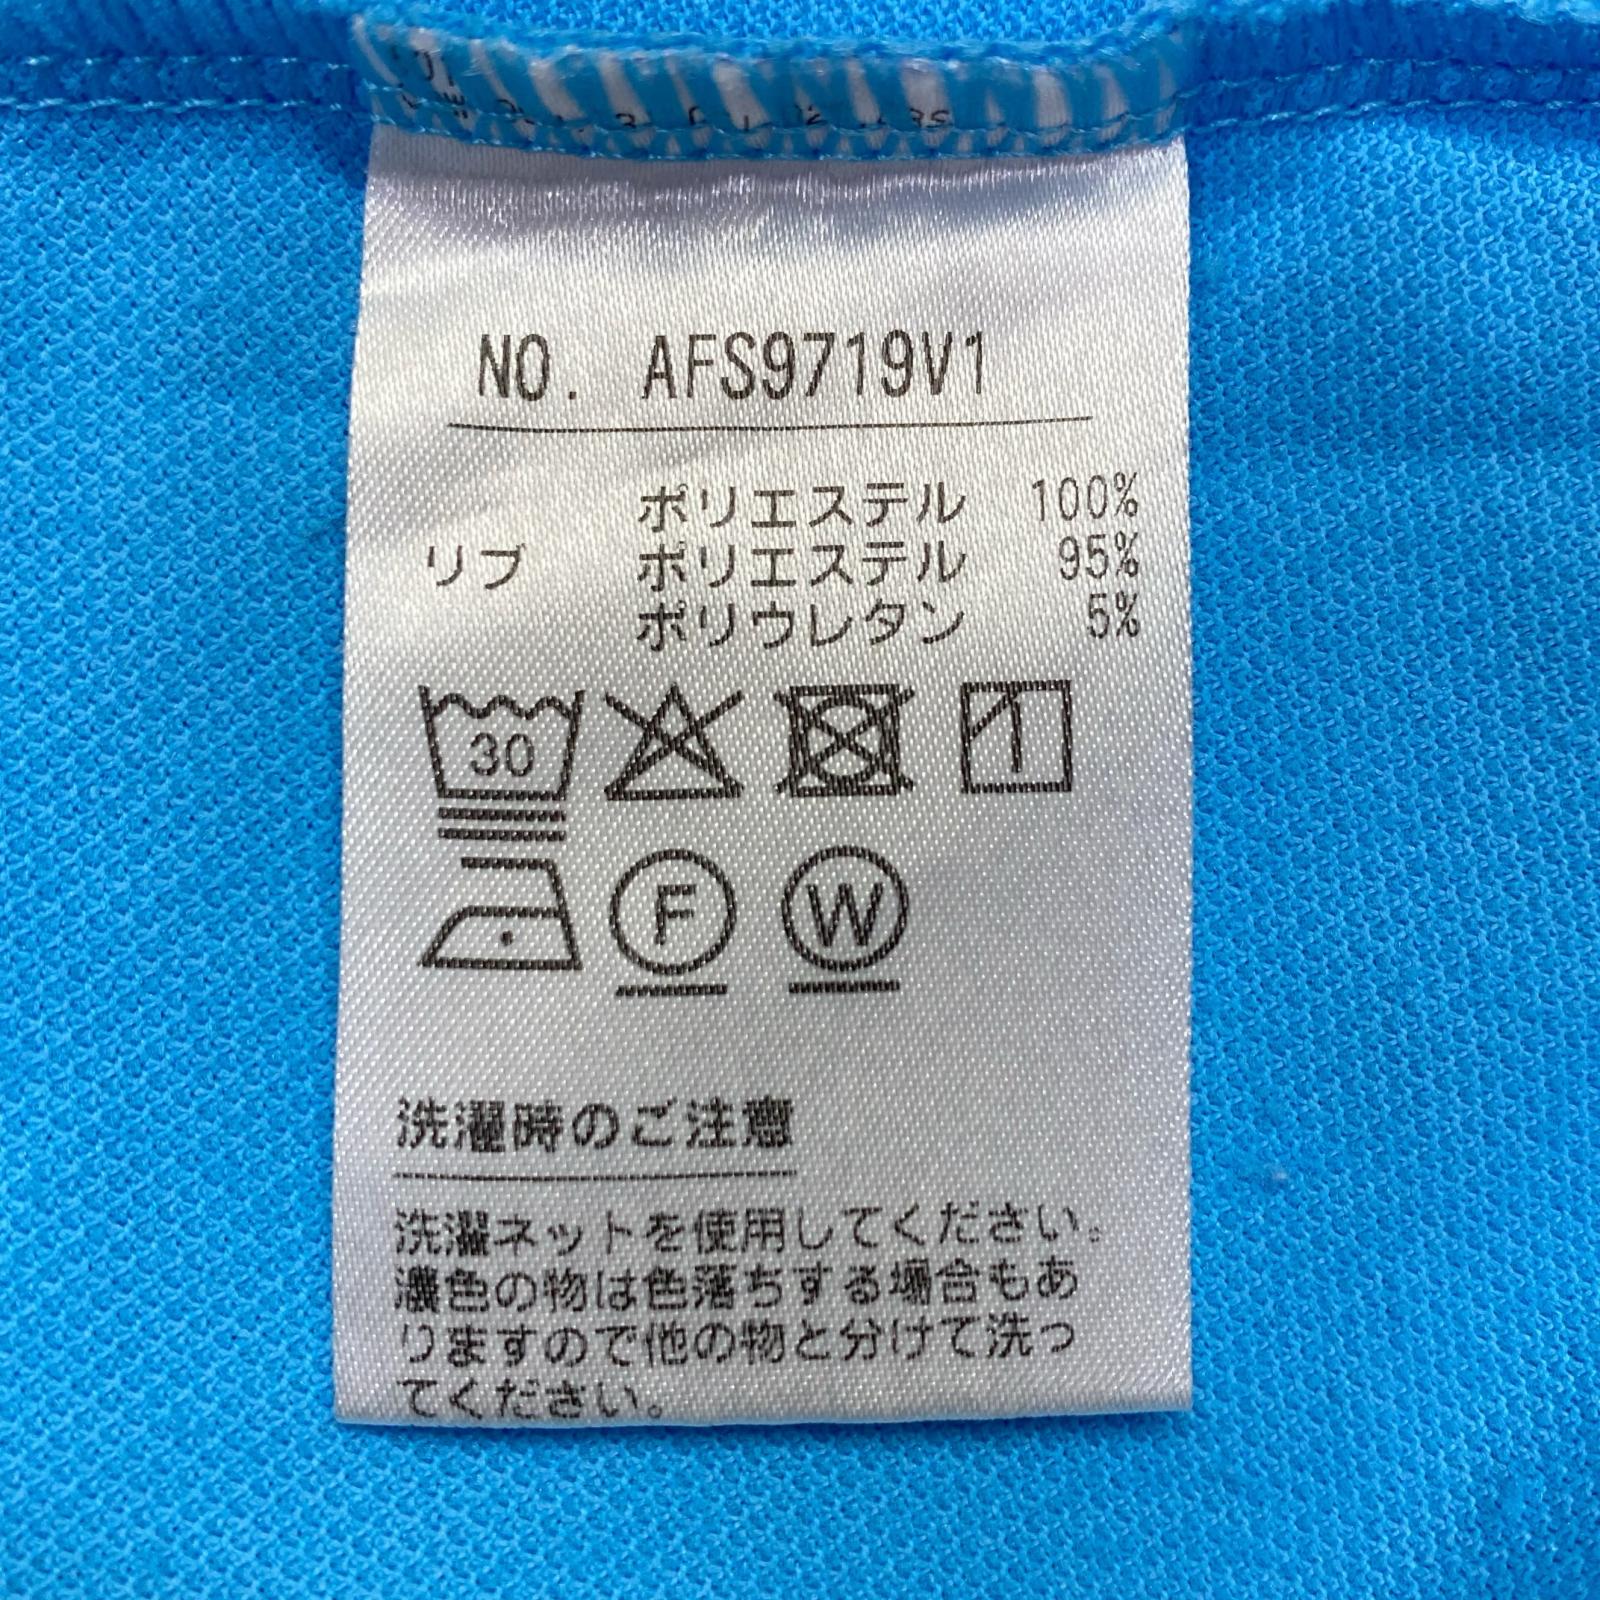 NO. AFS9719V1
ポリエステル 100%
リブ ポリエステル 95%
ポリウレタン 5%
30
F W
洗濯時のご注意
洗濯ネットを使用してください。
濃色の物は色落ちする場合もあ
りますので他の物と分けて洗っ
てください。